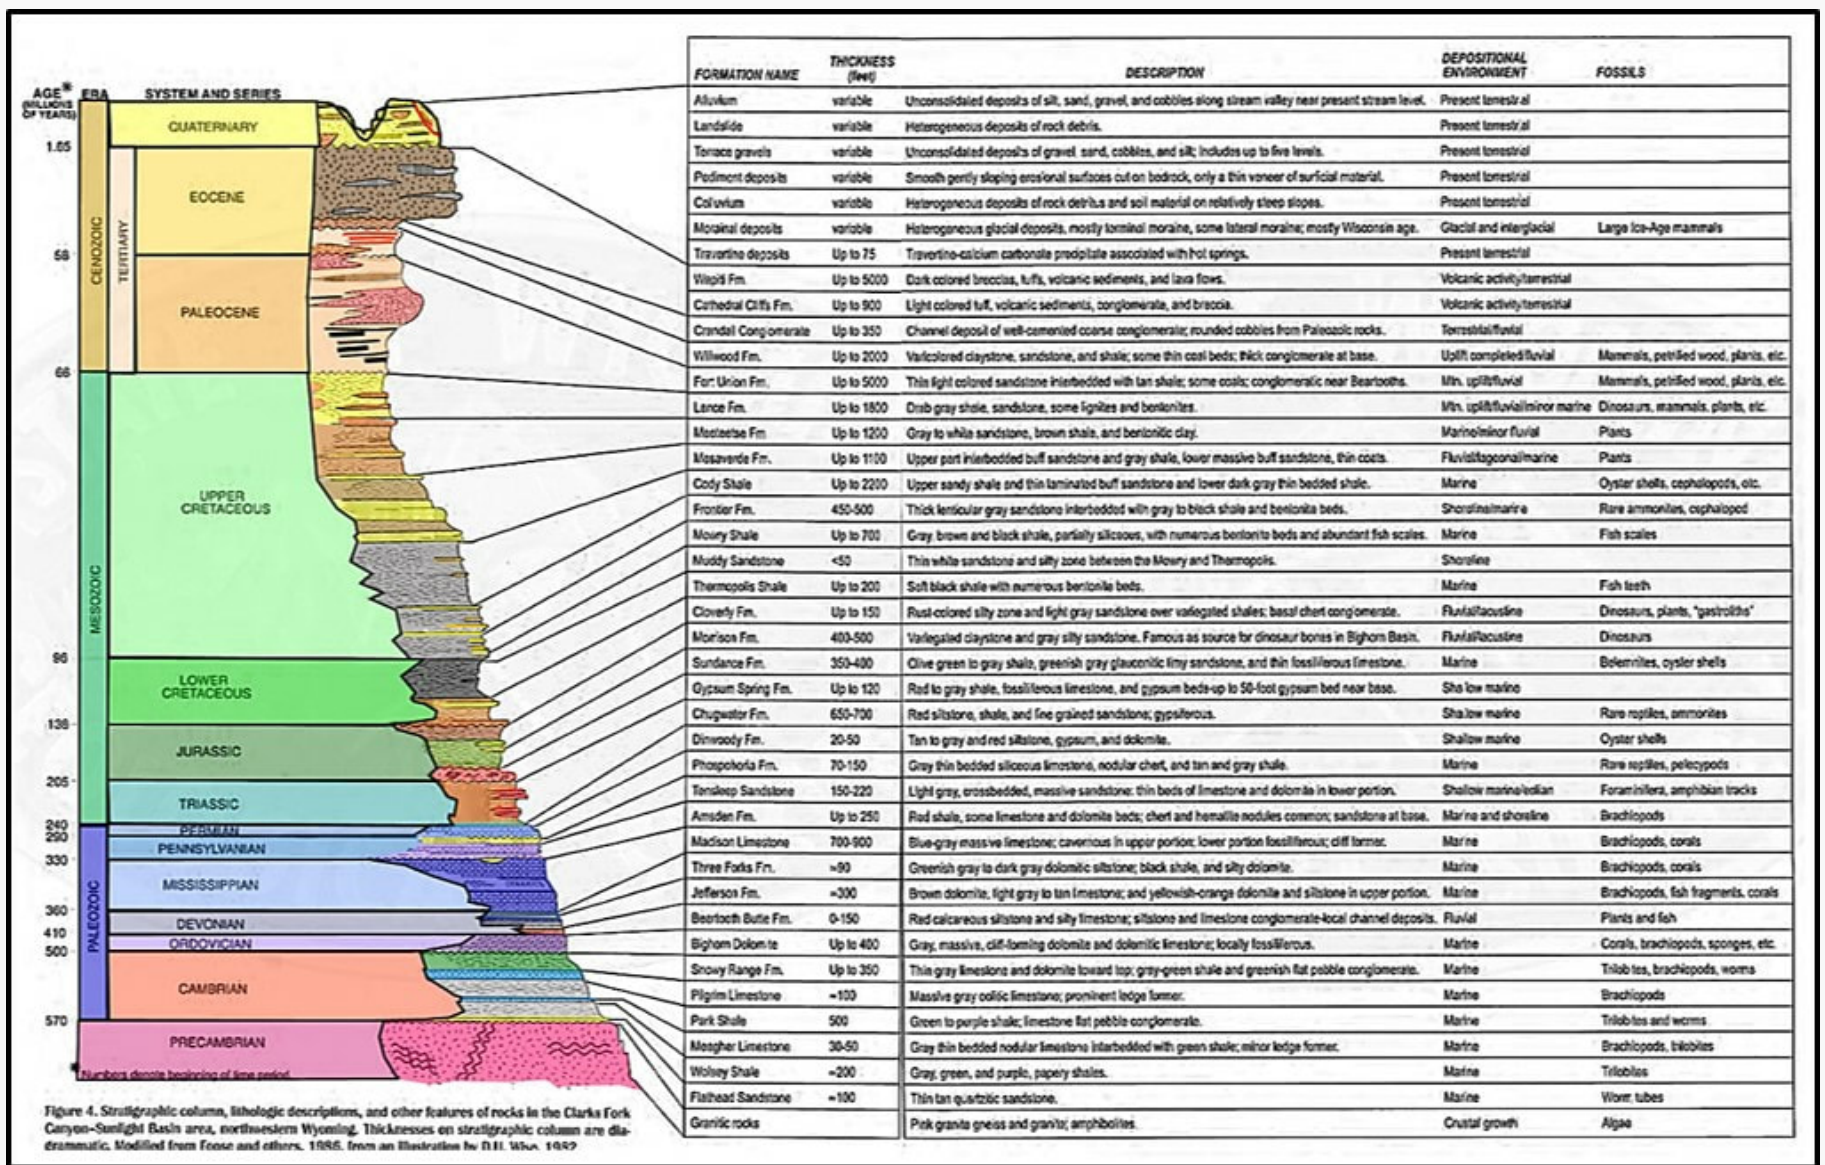 AGE* ERA SYSTEM AND SERIES
(MILLIONS OF YEARS)
QUATERNARY
1.65
EOCENE
58
CENOZOIC
TERTIARY
PALEOCENE
66
UPPER CRETACEOUS
MESOZOIC
96
LOWER CRETACEOUS
138
JURASSIC
205
TRIASSIC
240
PERMIAN
290
PENNSYLVANIAN
330
MISSISSIPPIAN
360
DEVONIAN
410
ORDOVICIAN
500
PALEOZOIC
CAMBRIAN
570
PRECAMBRIAN
* Numbers denote beginning of time period.
Figure 4. Stratigraphic column, lithologic descriptions, and other features of rocks in the Clarks Fork
Canyon–Sunlight Basin area, northwestern Wyoming. Thicknesses on stratigraphic column are dia-
grammatic. Modified from Foose and others, 1986, from an illustration by D.U. Wise, 1982
FORMATION NAME THICKNESS (feet) DESCRIPTION DEPOSITIONAL ENVIRONMENT FOSSILS
Alluvium variable Unconsolidated deposits of silt, sand, gravel, and cobbles along stream valley near present stream level. Present terrestrial
Landslide variable Heterogeneous deposits of rock debris. Present terrestrial
Terrace gravels variable Unconsolidated deposits of gravel, sand, cobbles, and silt; includes up to five levels. Present terrestrial
Pediment deposits variable Smooth gently sloping erosional surfaces cut on bedrock, only a thin veneer of surficial material. Present terrestrial
Colluvium variable Heterogeneous deposits of rock detritus and soil material on relatively steep slopes. Present terrestrial
Morainal deposits variable Heterogeneous glacial deposits, mostly terminal moraine, some lateral moraine; mostly Wisconsin age. Glacial and interglacial Large Ice-Age mammals
Travertine deposits Up to 75 Travertine-calcium carbonate precipitate associated with hot springs. Present terrestrial
Wapiti Fm. Up to 5000 Dark colored breccias, tuffs, volcanic sediments, and lava flows. Volcanic activity/terrestrial
Cathedral Cliffs Fm. Up to 900 Light colored tuff, volcanic sediments, conglomerate, and breccia. Volcanic activity/terrestrial
Crandall Conglomerate Up to 350 Channel deposit of well-cemented coarse conglomerate; rounded cobbles from Paleozoic rocks. Terrestrial/fluvial
Willwood Fm. Up to 2000 Varicolored claystone, sandstone, and shale; some thin coal beds; thick conglomerate at base. Uplift completed/fluvial Mammals, petrified wood, plants, etc.
Fort Union Fm. Up to 5000 Thin light colored sandstone interbedded with tan shale; some coals; conglomeratic near Beartooths. Mtn. uplift/fluvial Mammals, petrified wood, plants, etc.
Lance Fm. Up to 1800 Drab gray shale, sandstone, some lignites and bentonites. Mtn. uplift/fluvial/minor marine Dinosaurs, mammals, plants, etc.
Meeteetse Fm Up to 1200 Gray to white sandstone, brown shale, and bentonitic clay. Marine/minor fluvial Plants
Mesaverde Fm. Up to 1100 Upper part interbedded buff sandstone and gray shale, lower massive buff sandstone, thin coals. Fluvial/lagoonal/marine Plants
Cody Shale Up to 2200 Upper sandy shale and thin laminated buff sandstone and lower dark gray thin bedded shale. Marine Oyster shells, cephalopods, etc.
Frontier Fm. 450-500 Thick lenticular gray sandstone interbedded with gray to black shale and bentonite beds. Shoreline/marine Rare ammonites, cephalopod
Mowry Shale Up to 700 Gray, brown and black shale, partially siliceous, with numerous bentonite beds and abundant fish scales. Marine Fish scales
Muddy Sandstone <50 Thin white sandstone and silty zone between the Mowry and Thermopolis. Shoreline
Thermopolis Shale Up to 200 Soft black shale with numerous bentonite beds. Marine Fish teeth
Cloverly Fm. Up to 150 Rust-colored silty zone and light gray sandstone over variegated shales; basal chert conglomerate. Fluvial/lacustine Dinosaurs, plants, "gastroliths"
Morrison Fm. 400-500 Variegated claystone and gray silty sandstone. Famous as source for dinosaur bones in Bighorn Basin. Fluvial/lacustine Dinosaurs
Sundance Fm. 350-400 Olive green to gray shale, greenish gray glauconitic limy sandstone, and thin fossiliferous limestone. Marine Belemnites, oyster shells
Gypsum Spring Fm. Up to 120 Red to gray shale, fossiliferous limestone, and gypsum beds-up to 50-foot gypsum bed near base. Shallow marine
Chugwater Fm. 650-700 Red siltstone, shale, and fine grained sandstone; gypsiferous. Shallow marine Rare reptiles, ammonites
Dinwoody Fm. 20-50 Tan to gray and red siltstone, gypsum, and dolomite. Shallow marine Oyster shells
Phosphoria Fm. 70-150 Gray thin bedded siliceous limestone, nodular chert, and tan and gray shale. Marine Rare reptiles, pelecypods
Tensleep Sandstone 150-220 Light gray, crossbedded, massive sandstone: thin beds of limestone and dolomite in lower portion. Shallow marine/eolian Foraminifera, amphibian tracks
Amsden Fm. Up to 250 Red shale, some limestone and dolomite beds; chert and hematite nodules common; sandstone at base. Marine and shoreline Brachiopods
Madison Limestone 700-900 Blue-gray massive limestone; cavernous in upper portion; lower portion fossiliferous; cliff former. Marine Brachiopods, corals
Three Forks Fm. ~90 Greenish gray to dark gray dolomitic siltstone; black shale, and silty dolomite. Marine Brachiopods, corals
Jefferson Fm. ~300 Brown dolomite, light gray to tan limestone; and yellowish-orange dolomite and siltstone in upper portion. Marine Brachiopods, fish fragments, corals
Beartooth Butte Fm. 0-150 Red calcareous siltstone and silty limestone; siltstone and limestone conglomerate-local channel deposits. Fluvial Plants and fish
Bighorn Dolomite Up to 400 Gray, massive, cliff-forming dolomite and dolomitic limestone; locally fossiliferous. Marine Corals, brachiopods, sponges, etc.
Snowy Range Fm. Up to 350 Thin gray limestone and dolomite toward top; gray-green shale and greenish flat pebble conglomerate. Marine Trilobites, brachiopods, worms
Pilgrim Limestone ~100 Massive gray oolitic limestone; prominent ledge former. Marine Brachiopods
Park Shale 500 Green to purple shale; limestone flat pebble conglomerate. Marine Trilobites and worms
Meagher Limestone 30-50 Gray thin bedded nodular limestone interbedded with green shale; minor ledge former. Marine Brachiopods, trilobites
Wolsey Shale ~200 Gray, green, and purple, papery shales. Marine Trilobites
Flathead Sandstone ~100 Thin tan quartzitic sandstone. Marine Worm tubes
Granitic rocks Pink granite gneiss and granite; amphibolites. Crustal growth Algae